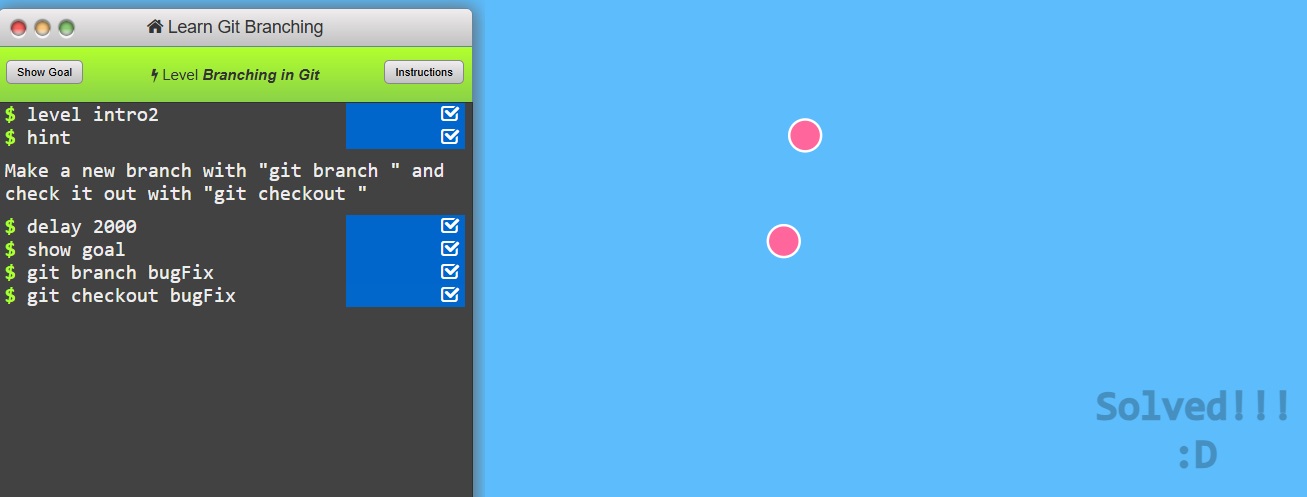 Learn Git Branching
Show Goal
Level Branching in Git
Instructions
$ level intro2
$ hint
Make a new branch with "git branch " and
check it out with "git checkout "
$ delay 2000
$ show goal
$ git branch bugFix
$ git checkout bugFix
Solved!!!
:D